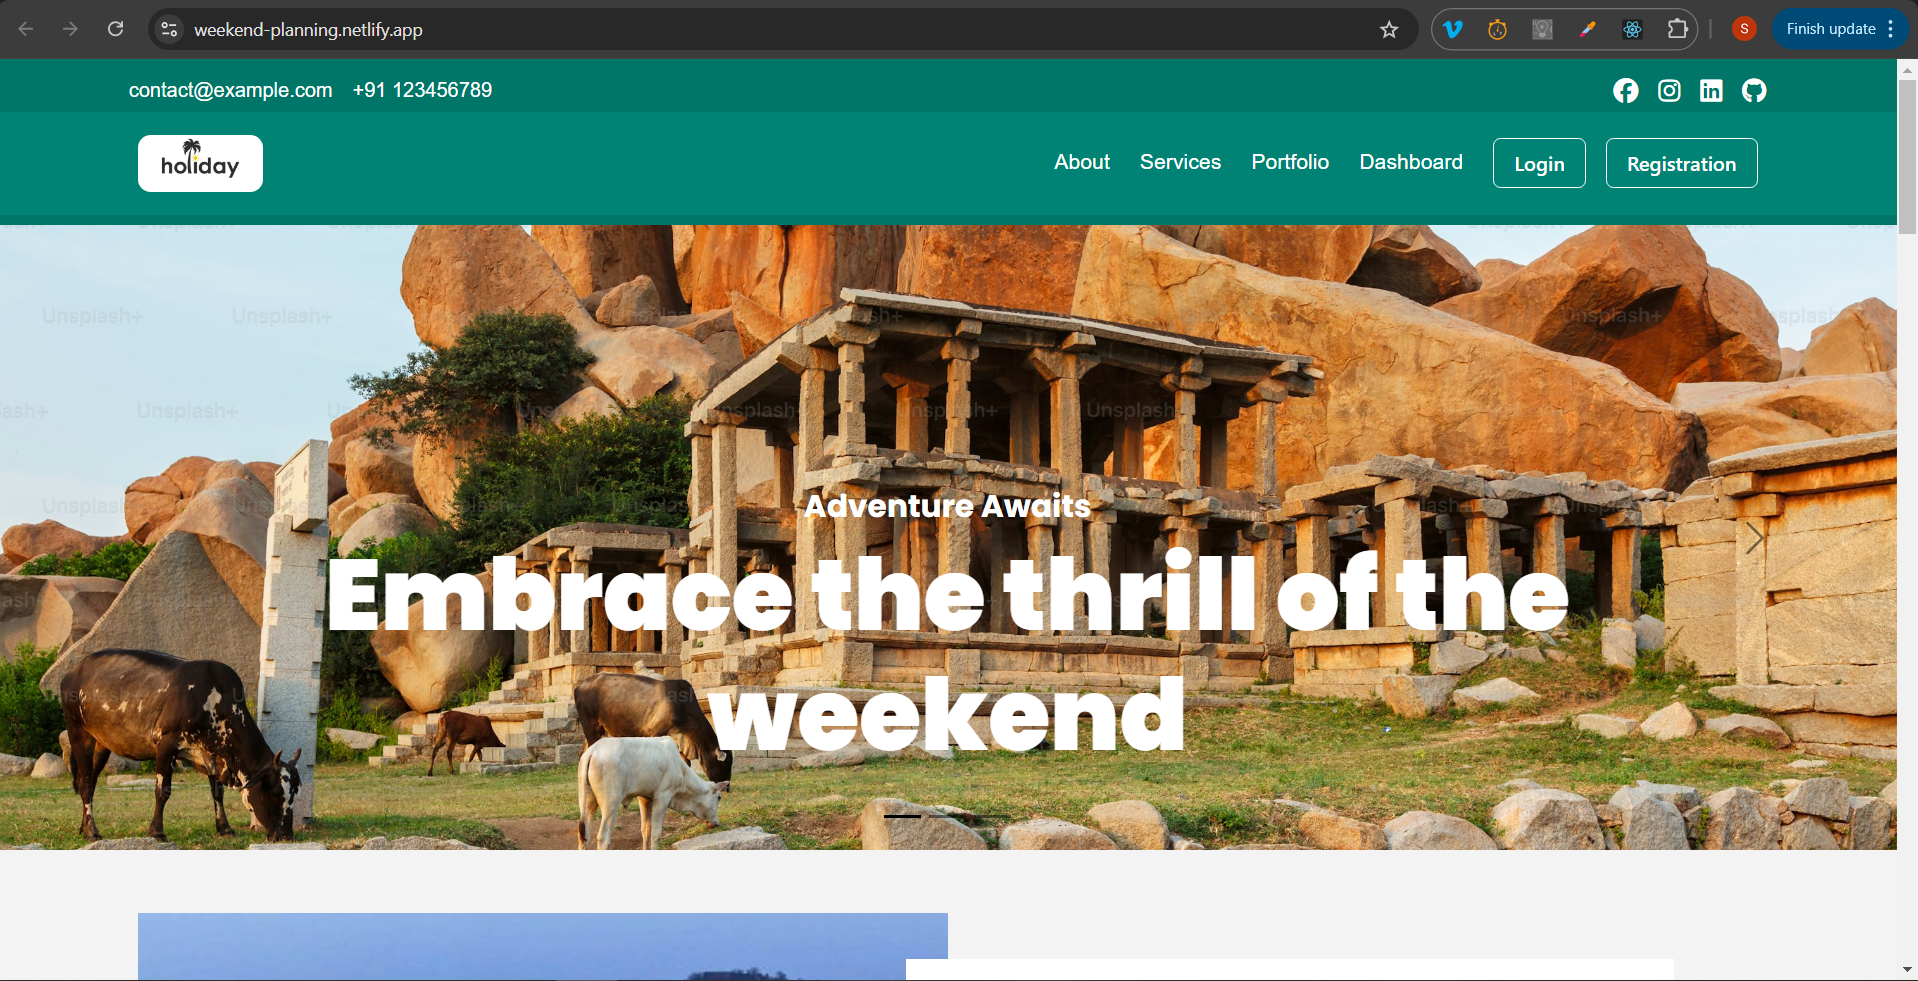 weekend-planning.netlify.app
S
Finish update
contact@example.com +91 123456789
holiday
About Services Portfolio Dashboard Login Registration
Unsplash+ Unsplash+ Unsplash+
Unsplash+ Unsplash+ Unsplash
Adventure Awaits
Embrace the thrill of the
weekend